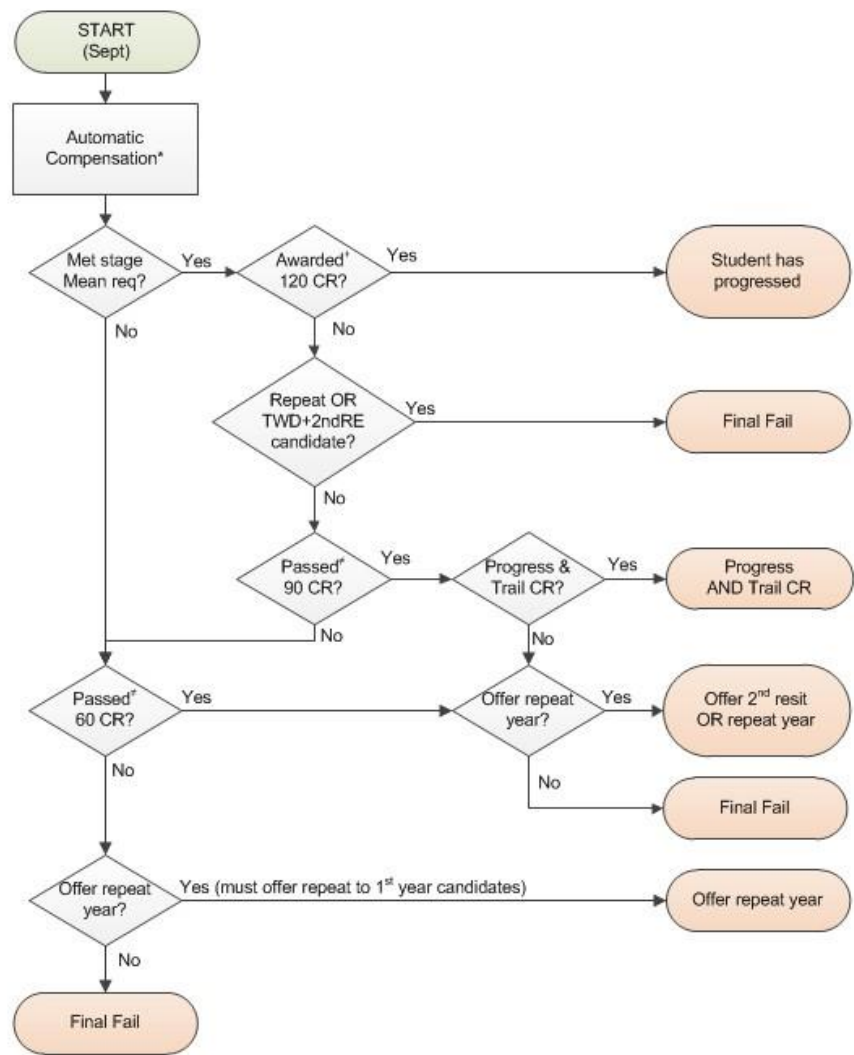 START
(Sept)
Automatic
Compensation*
Met stage
Mean req?
Yes
Awarded†
120 CR?
Yes
Student has
progressed
No
No
Repeat OR
TWD+2ndRE
candidate?
Yes
Final Fail
No
Passed≠
90 CR?
Yes
Progress &
Trail CR?
Yes
Progress
AND Trail CR
No
No
Passed≠
60 CR?
Yes
Offer repeat
year?
Yes
Offer 2nd resit
OR repeat year
No
No
Final Fail
Offer repeat
year?
Yes (must offer repeat to 1st year candidates)
Offer repeat year
No
Final Fail